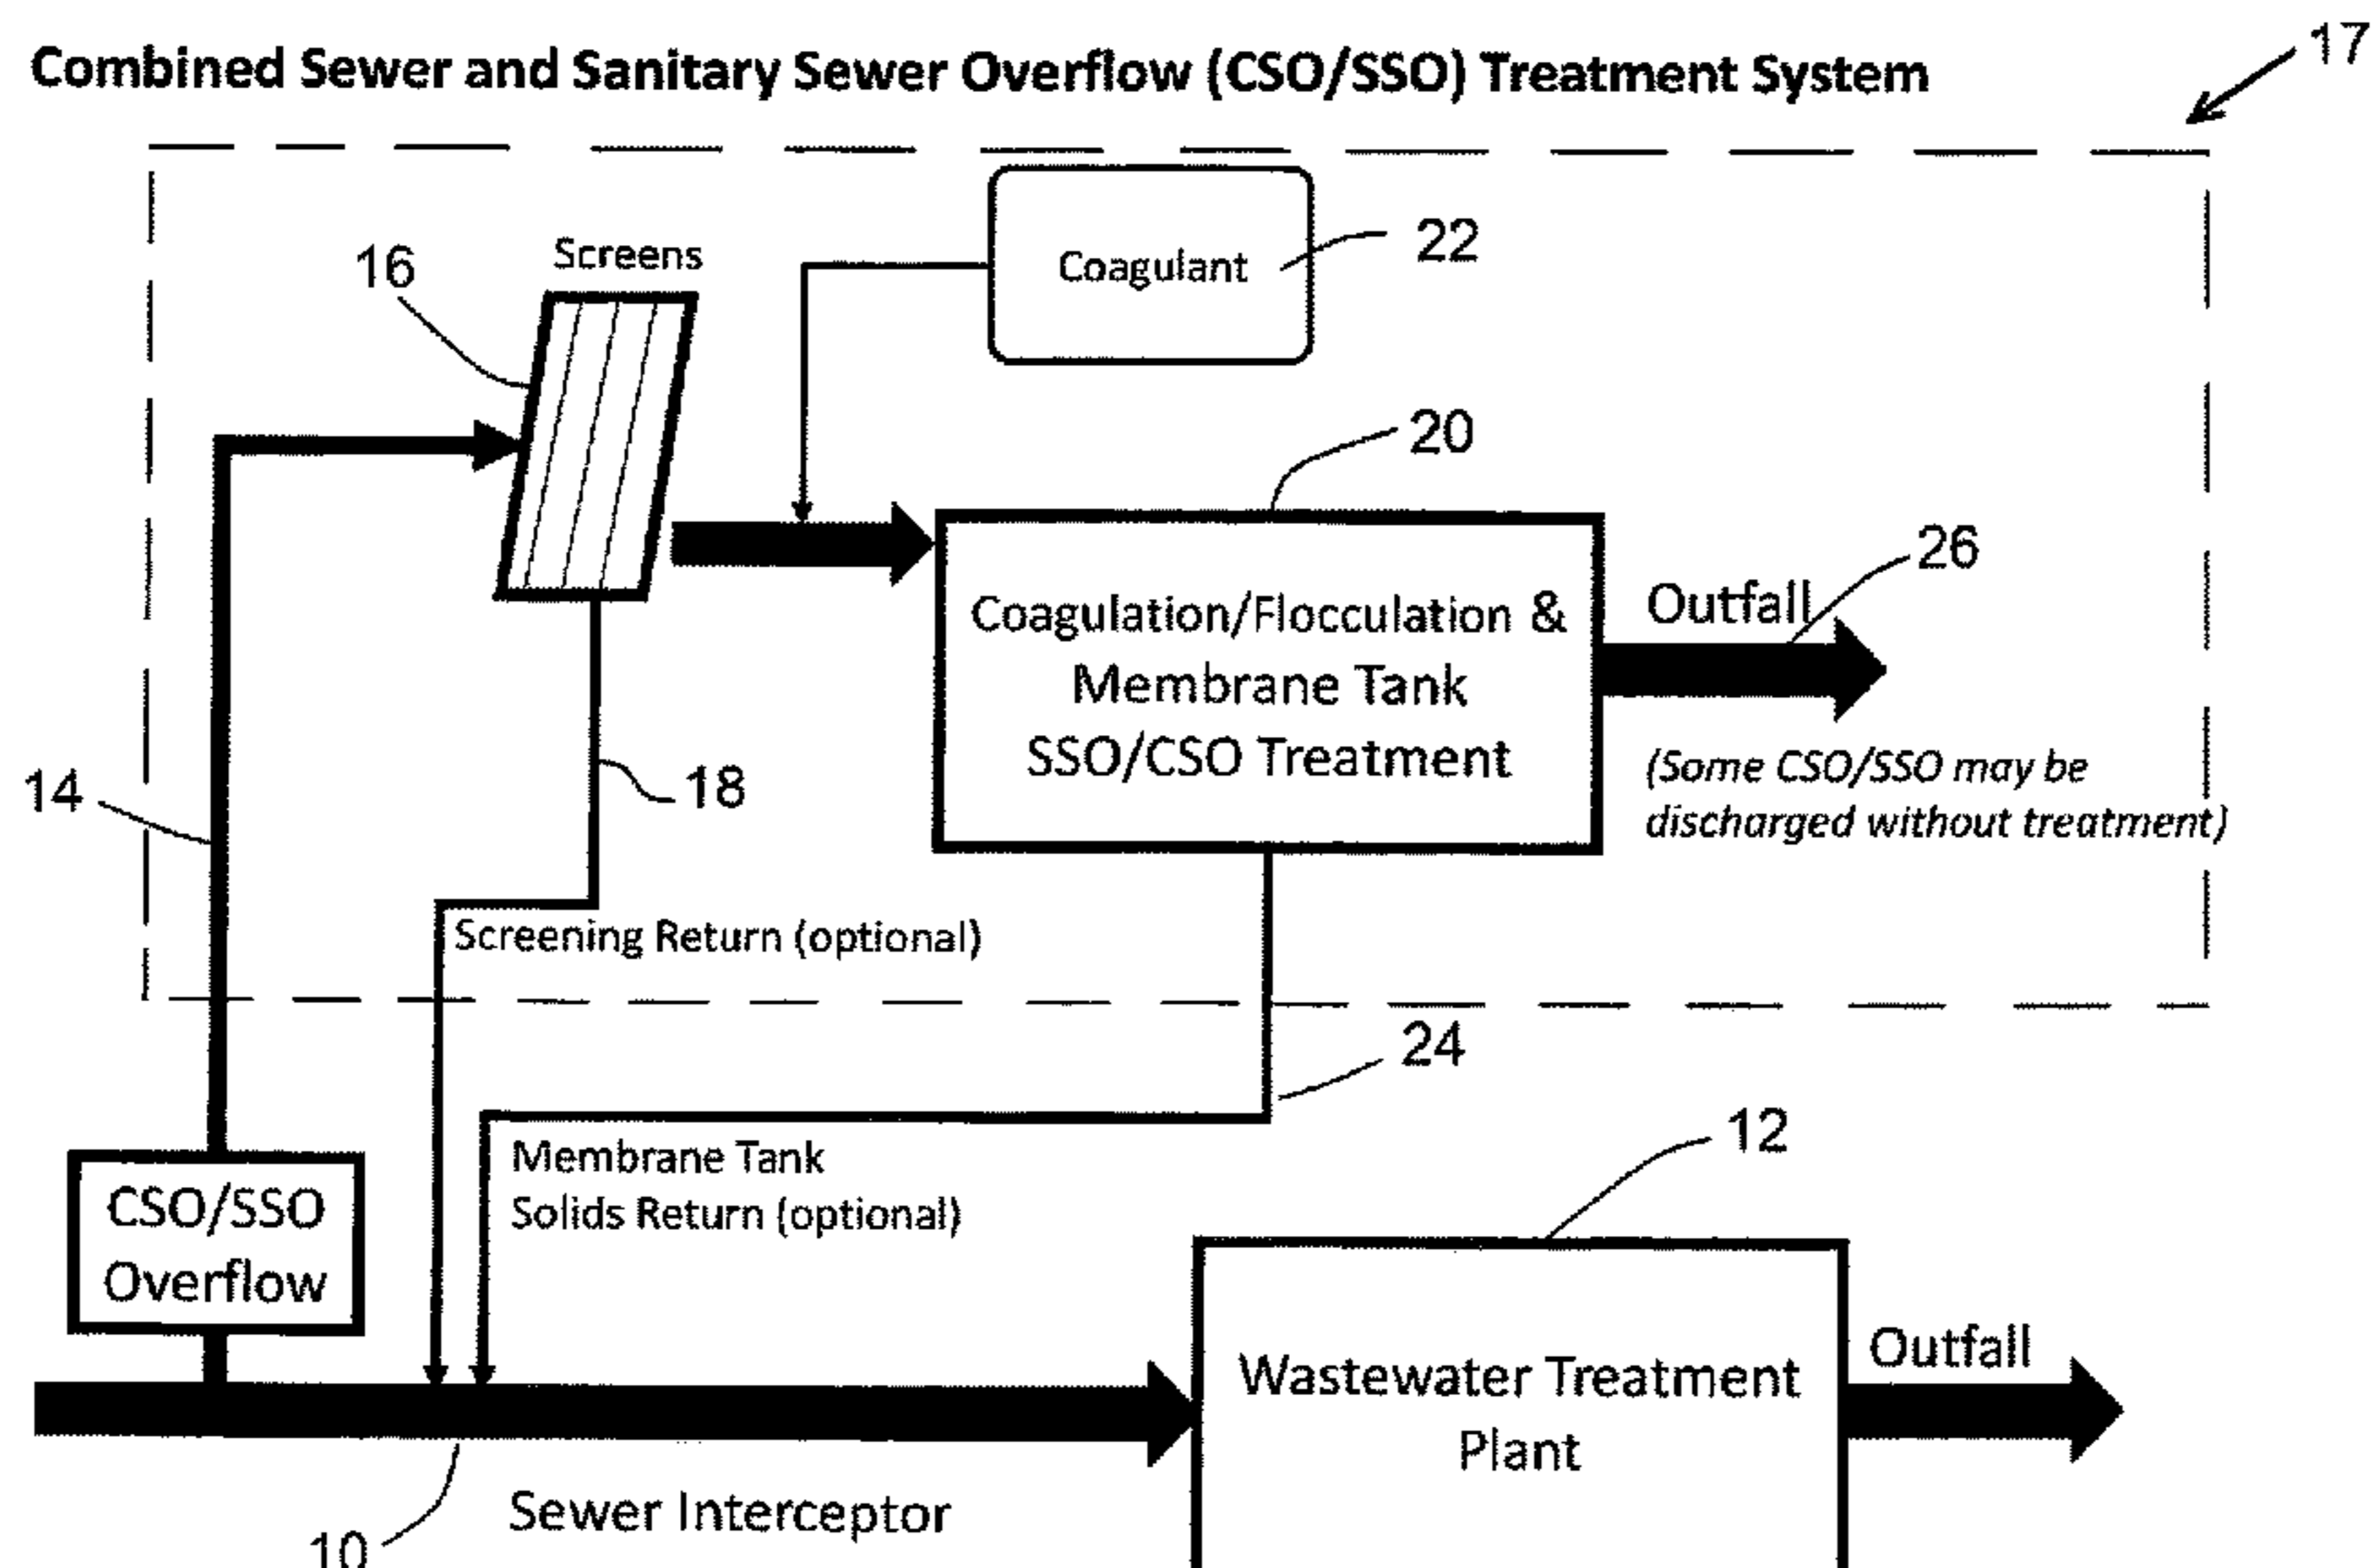 Combined Sewer and Sanitary Sewer Overflow (CSO/SSO) Treatment System
17
16
Screens
Coagulant
22
20
Coagulation/Flocculation &
Membrane Tank
SSO/CSO Treatment
Outfall
26
(Some CSO/SSO may be
discharged without treatment)
14
18
Screening Return (optional)
24
Membrane Tank
Solids Return (optional)
12
CSO/SSO
Overflow
Wastewater Treatment
Plant
Outfall
Sewer Interceptor
10